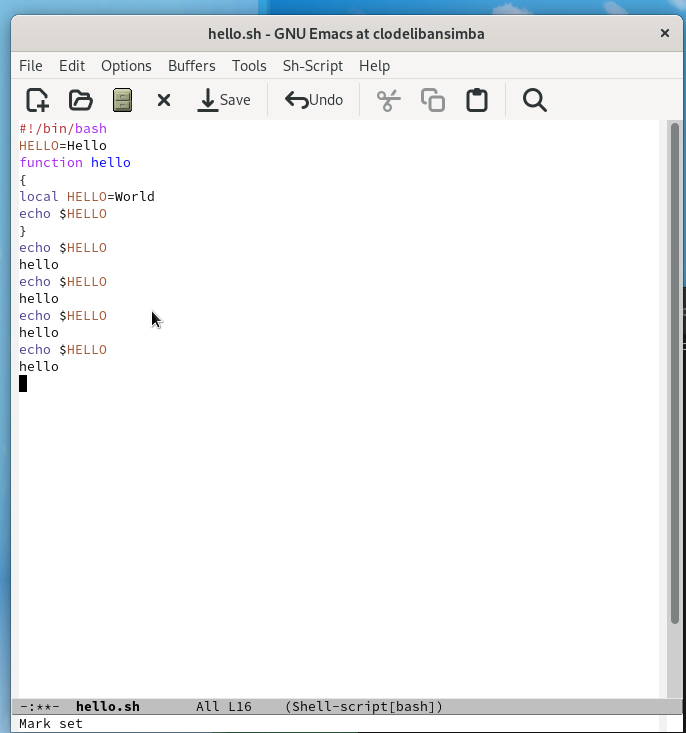 hello.sh - GNU Emacs at clodelibansimba
File Edit Options Buffers Tools Sh-Script Help
Save Undo
#!/bin/bash
HELLO=Hello
function hello
{
local HELLO=World
echo $HELLO
}
echo $HELLO
hello
echo $HELLO
hello
echo $HELLO
hello
echo $HELLO
hello
-:**- hello.sh All L16 (Shell-script[bash])
Mark set